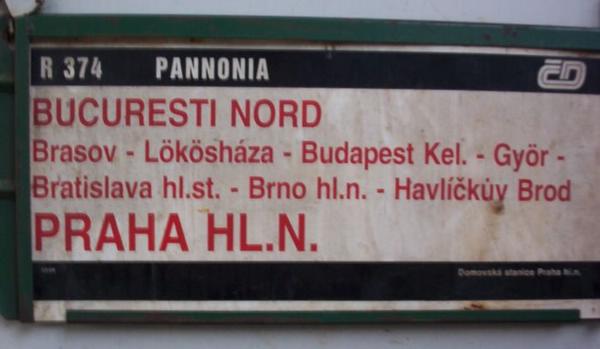 R 374 PANNONIA ČD
BUCURESTI NORD
Brasov - Lökösháza - Budapest Kel. - Györ -
Bratislava hl.st. - Brno hl.n. - Havlíčkův Brod
PRAHA HL.N.
Domovská stanice Praha hl.n.